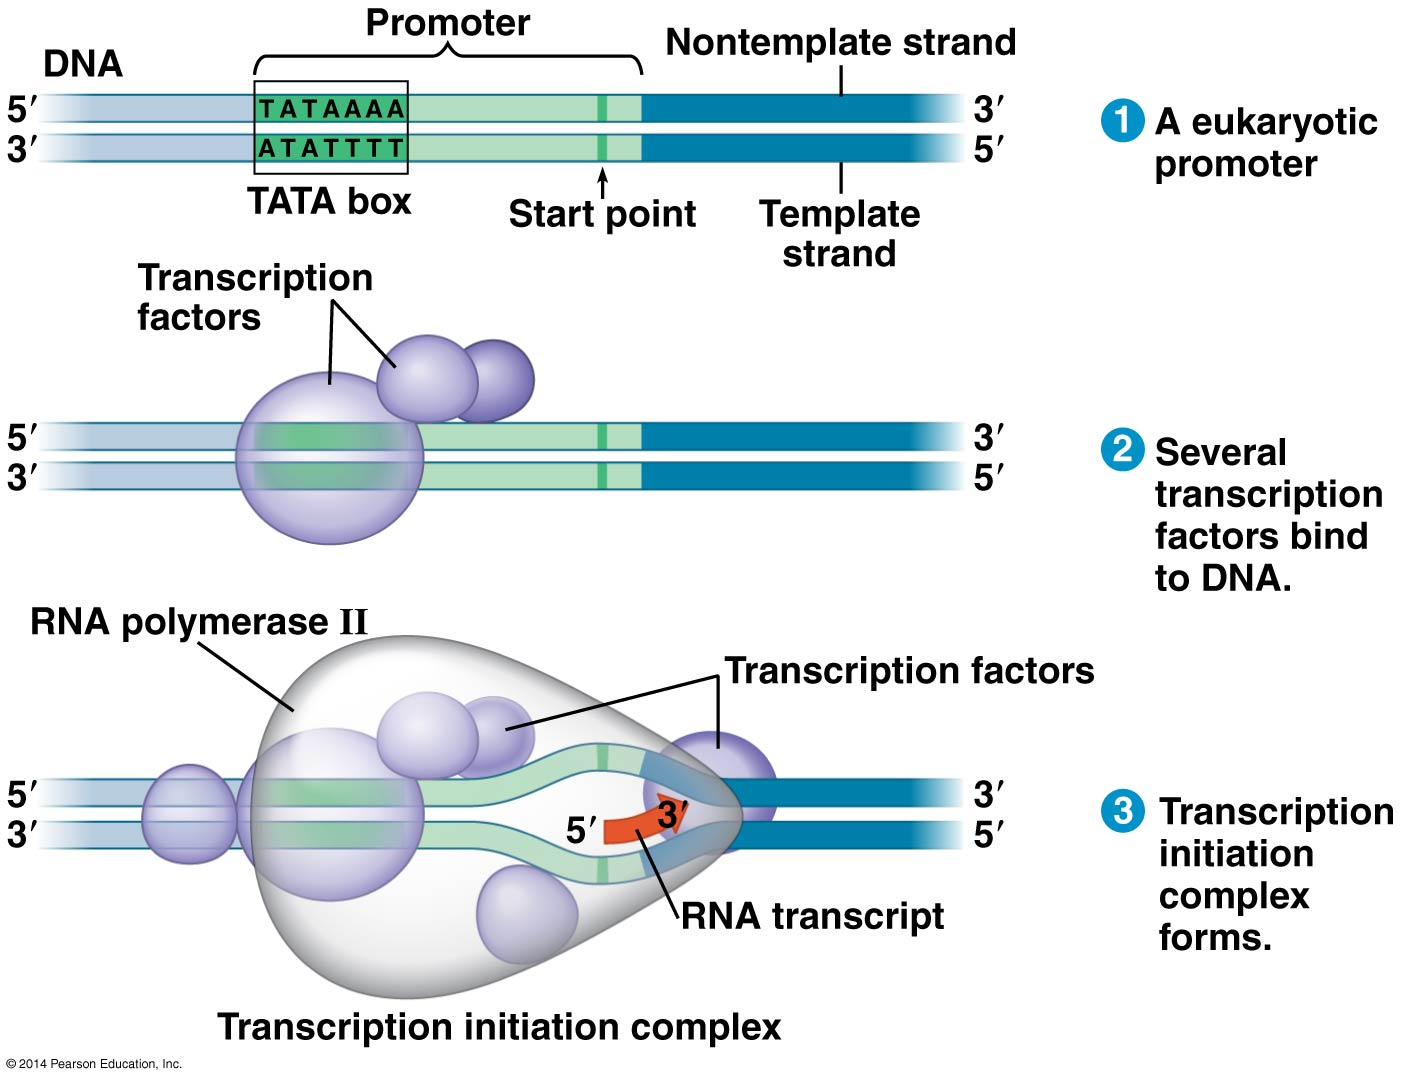 Promoter
Nontemplate strand
DNA
5′ TATAAAA 3′
3′ ATATTTT 5′
TATA box
Start point
Template
strand
1 A eukaryotic
promoter
Transcription
factors
5′ 3′
3′ 5′
2 Several
transcription
factors bind
to DNA.
RNA polymerase II
Transcription factors
5′ 3′
3′ 5′
5′ 3′
RNA transcript
3 Transcription
initiation
complex
forms.
Transcription initiation complex
© 2014 Pearson Education, Inc.